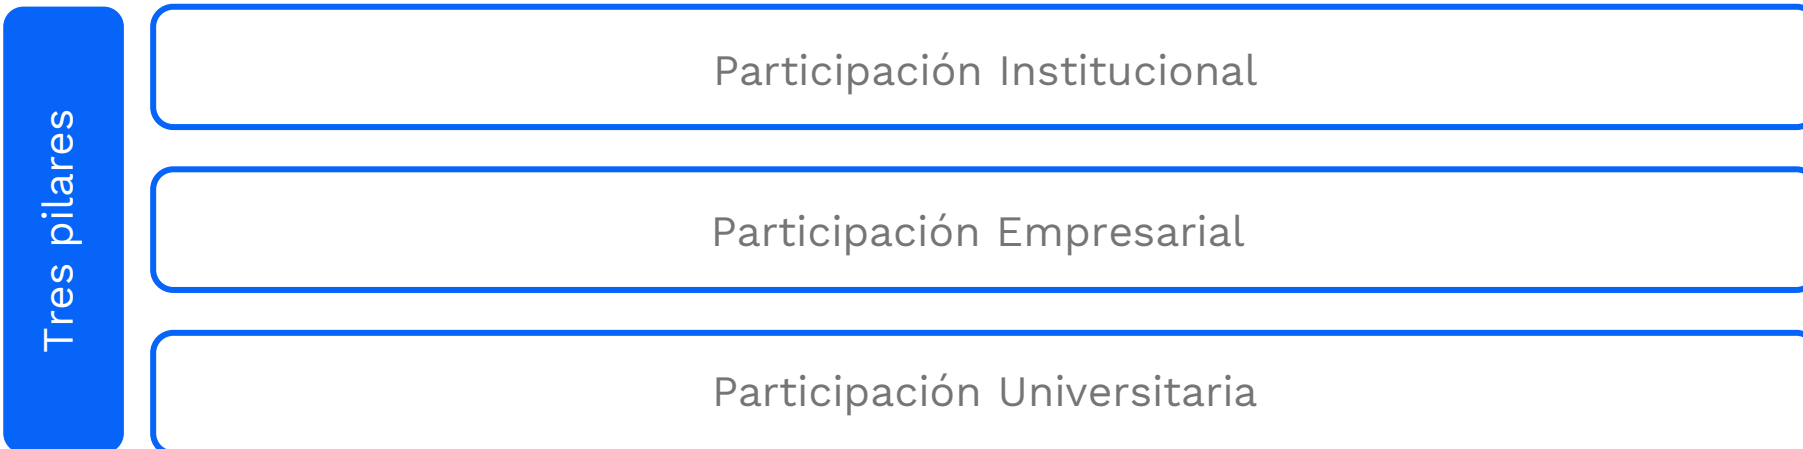 Tres pilares
Participación Institucional
Participación Empresarial
Participación Universitaria